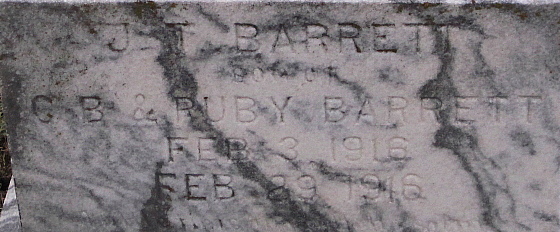 J T BARRETT
SON OF
C B & RUBY BARRETT
FEB 3 1916
FEB 29 1916